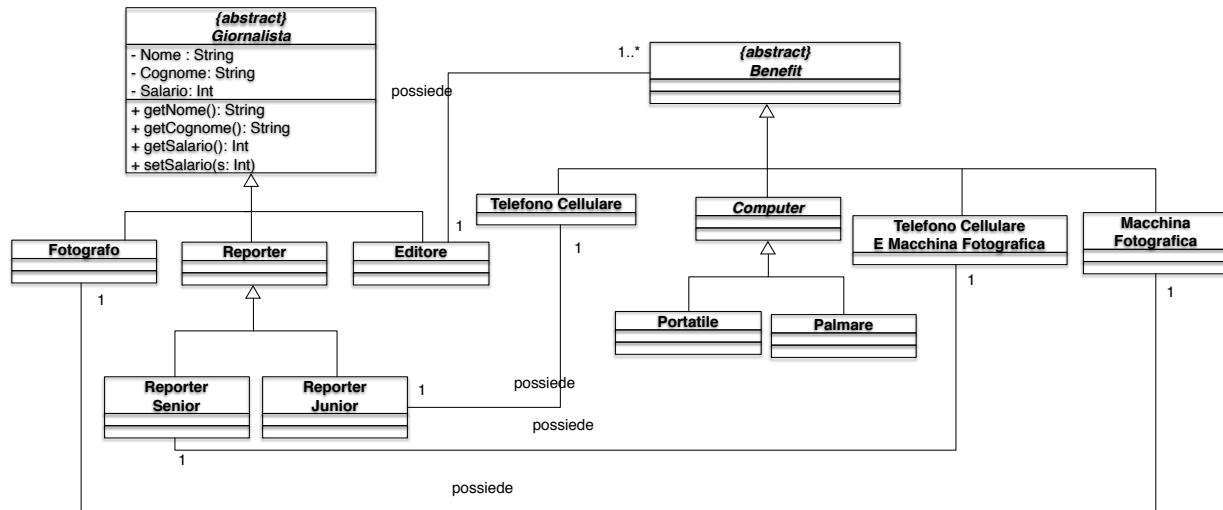 {abstract}
Giornalista
- Nome : String
- Cognome: String
- Salario: Int
+ getNome(): String
+ getCognome(): String
+ getSalario(): Int
+ setSalario(s: Int)
1..*
{abstract}
Benefit
possiede
Fotografo
1
Reporter
Editore
1
Telefono Cellulare
1
Computer
Telefono Cellulare
E Macchina Fotografica
1
Macchina
Fotografica
1
Portatile
Palmare
Reporter
Senior
1
Reporter
Junior
1
possiede
possiede
possiede